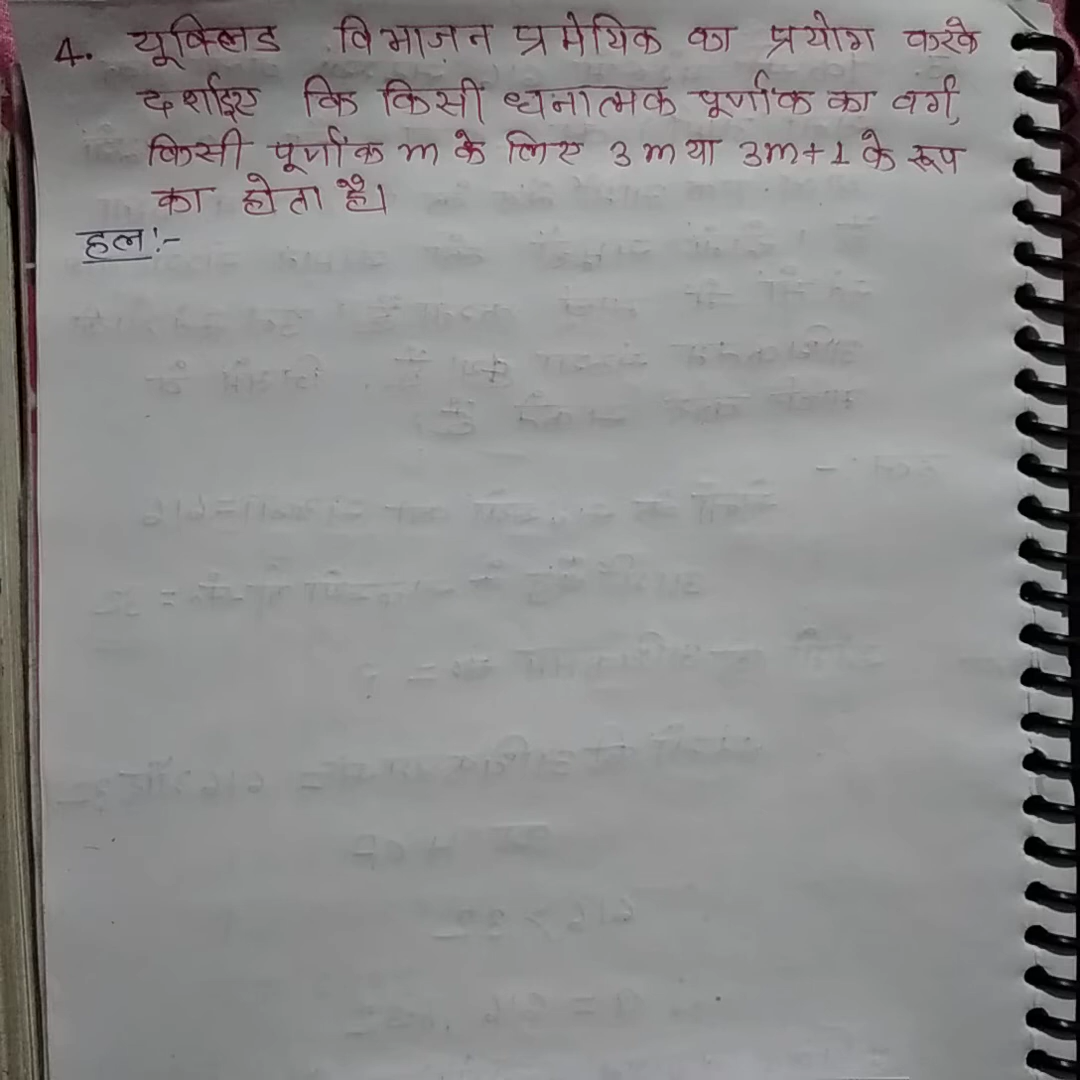 4. यूक्लिड विभाजन प्रमेयिक का प्रयोग करके
दर्शाइए कि किसी धनात्मक पूर्णांक का वर्ग,
किसी पूर्णांक m के लिए 3m या 3m+1 के रूप
का होता है।
हल:-